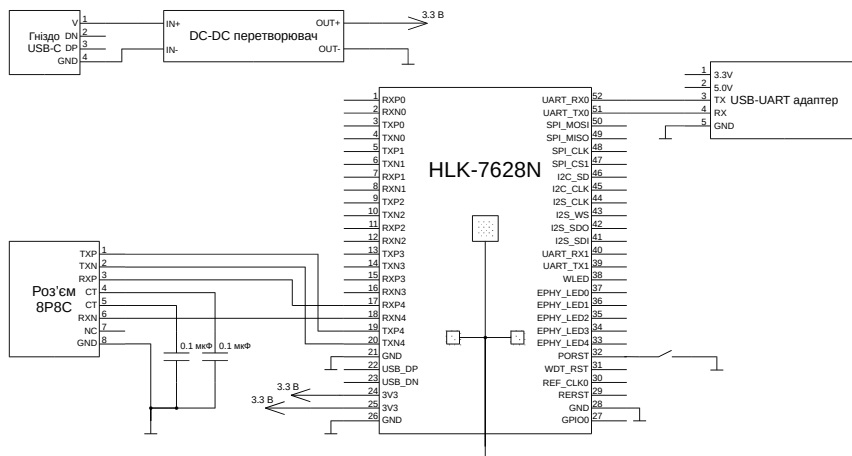 Гніздо
USB-C
V 1
DN 2
DP 3
GND 4
IN+
IN-
DC-DC перетворювач
OUT+
OUT-
3.3 В
HLK-7628N
1 RXP0
2 RXN0
3 TXP0
4 TXN0
5 TXP1
6 TXN1
7 RXP1
8 RXN1
9 TXP2
10 TXN2
11 RXP2
12 RXN2
13 TXP3
14 TXN3
15 RXP3
16 RXN3
17 RXP4
18 RXN4
19 TXP4
20 TXN4
21 GND
22 USB_DP
23 USB_DN
24 3V3
25 3V3
26 GND
UART_RX0 52
UART_TX0 51
SPI_MOSI 50
SPI_MISO 49
SPI_CLK 48
SPI_CS1 47
I2C_SD 46
I2C_CLK 45
I2S_CLK 44
I2S_WS 43
I2S_SDO 42
I2S_SDI 41
UART_RX1 40
UART_TX1 39
WLED 38
EPHY_LED0 37
EPHY_LED1 36
EPHY_LED2 35
EPHY_LED3 34
EPHY_LED4 33
PORST 32
WDT_RST 31
REF_CLK0 30
RERST 29
GND 28
GPIO0 27
1 3.3V
2 5.0V
3 TX
4 RX
5 GND
USB-UART адаптер
Роз'єм
8P8C
TXP 1
TXN 2
RXP 3
CT 4
CT 5
RXN 6
NC 7
GND 8
0.1 мкФ
0.1 мкФ
3.3 В
3.3 В